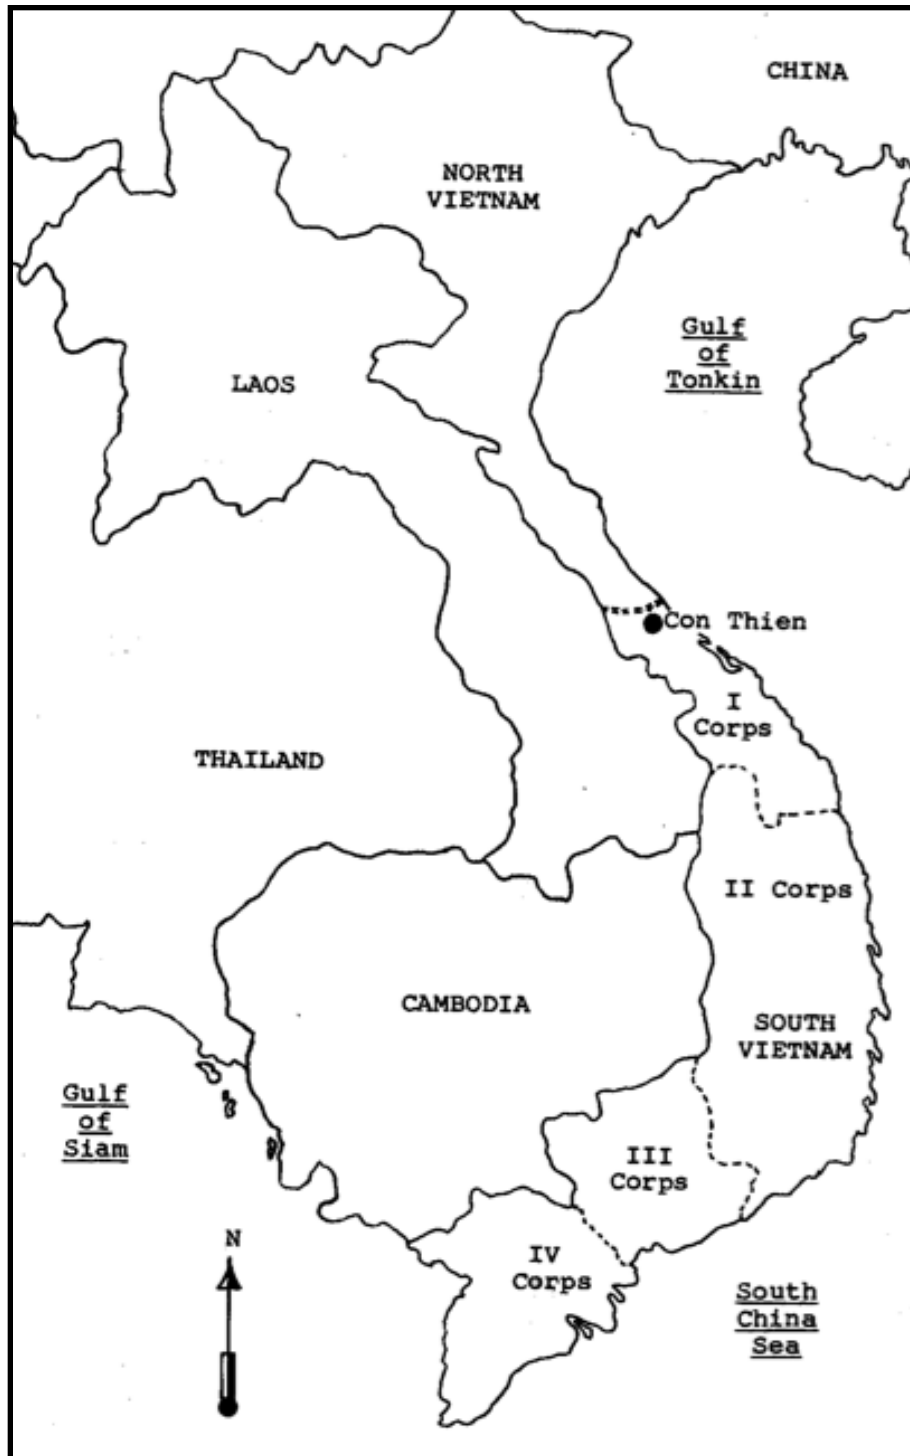 CHINA
NORTH
VIETNAM
Gulf
of
Tonkin
LAOS
Con Thien
I
Corps
THAILAND
II Corps
CAMBODIA
SOUTH
VIETNAM
Gulf
of
Siam
III
Corps
N
IV
Corps
South
China
Sea